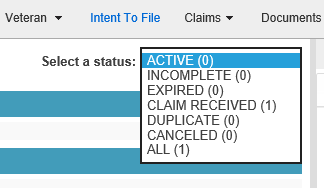 Veteran Intent To File Claims Documents
Select a status:
ACTIVE (0)
INCOMPLETE (0)
EXPIRED (0)
CLAIM RECEIVED (1)
DUPLICATE (0)
CANCELED (0)
ALL (1)